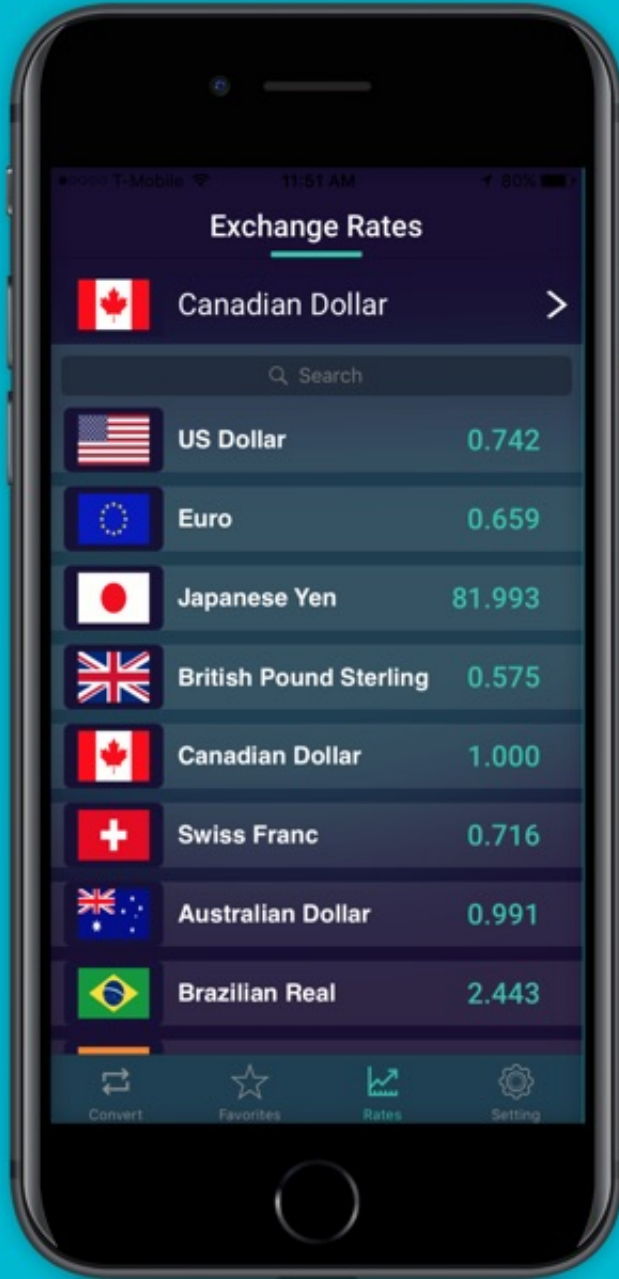 T-Mobile 11:51 AM 80%
Exchange Rates
Canadian Dollar
Search
US Dollar 0.742
Euro 0.659
Japanese Yen 81.993
British Pound Sterling 0.575
Canadian Dollar 1.000
Swiss Franc 0.716
Australian Dollar 0.991
Brazilian Real 2.443
Convert Favorites Rates Setting